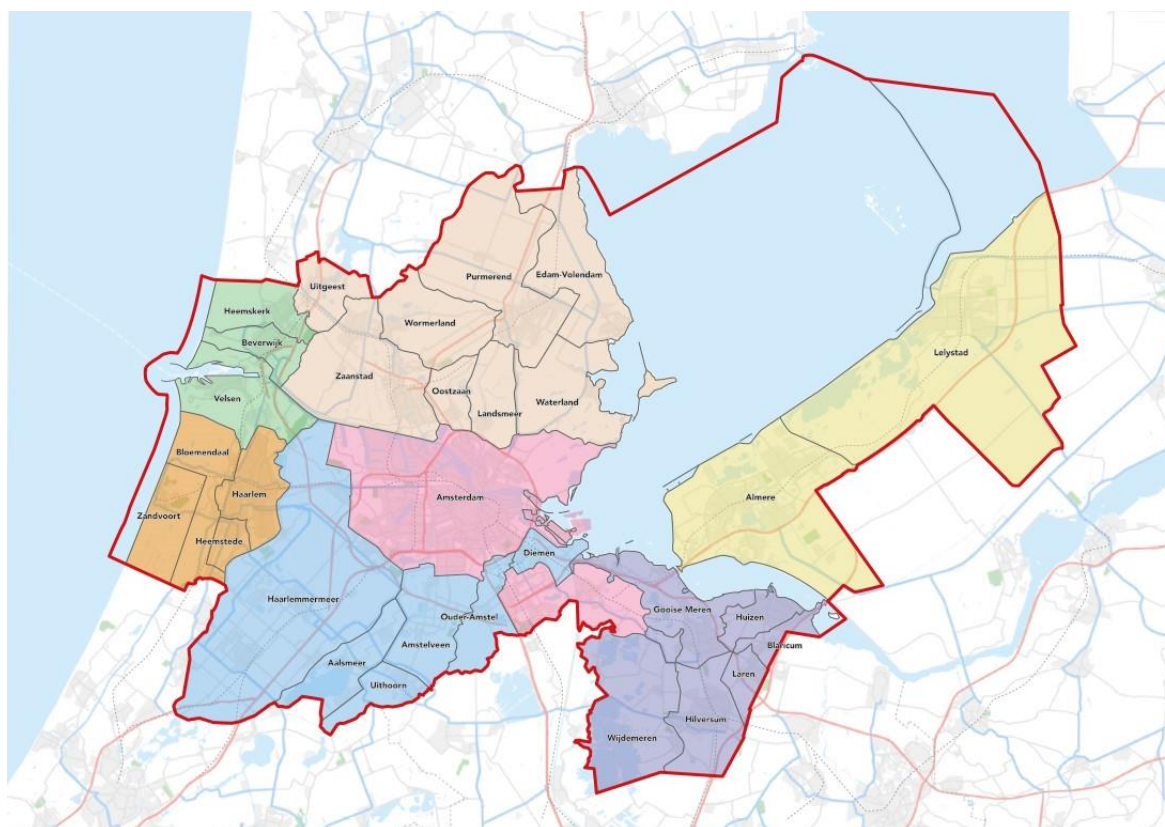 Uitgeest
Purmerend
Edam-Volendam
Heemskerk
Wormerland
Beverwijk
Lelystad
Zaanstad
Oostzaan
Velsen
Landsmeer
Waterland
Bloemendaal
Haarlem
Amsterdam
Almere
Zandvoort
Heemstede
Diemen
Haarlemmermeer
Gooise Meren
Ouder-Amstel
Huizen
Amstelveen
Blaricum
Aalsmeer
Laren
Uithoorn
Hilversum
Wijdemeren